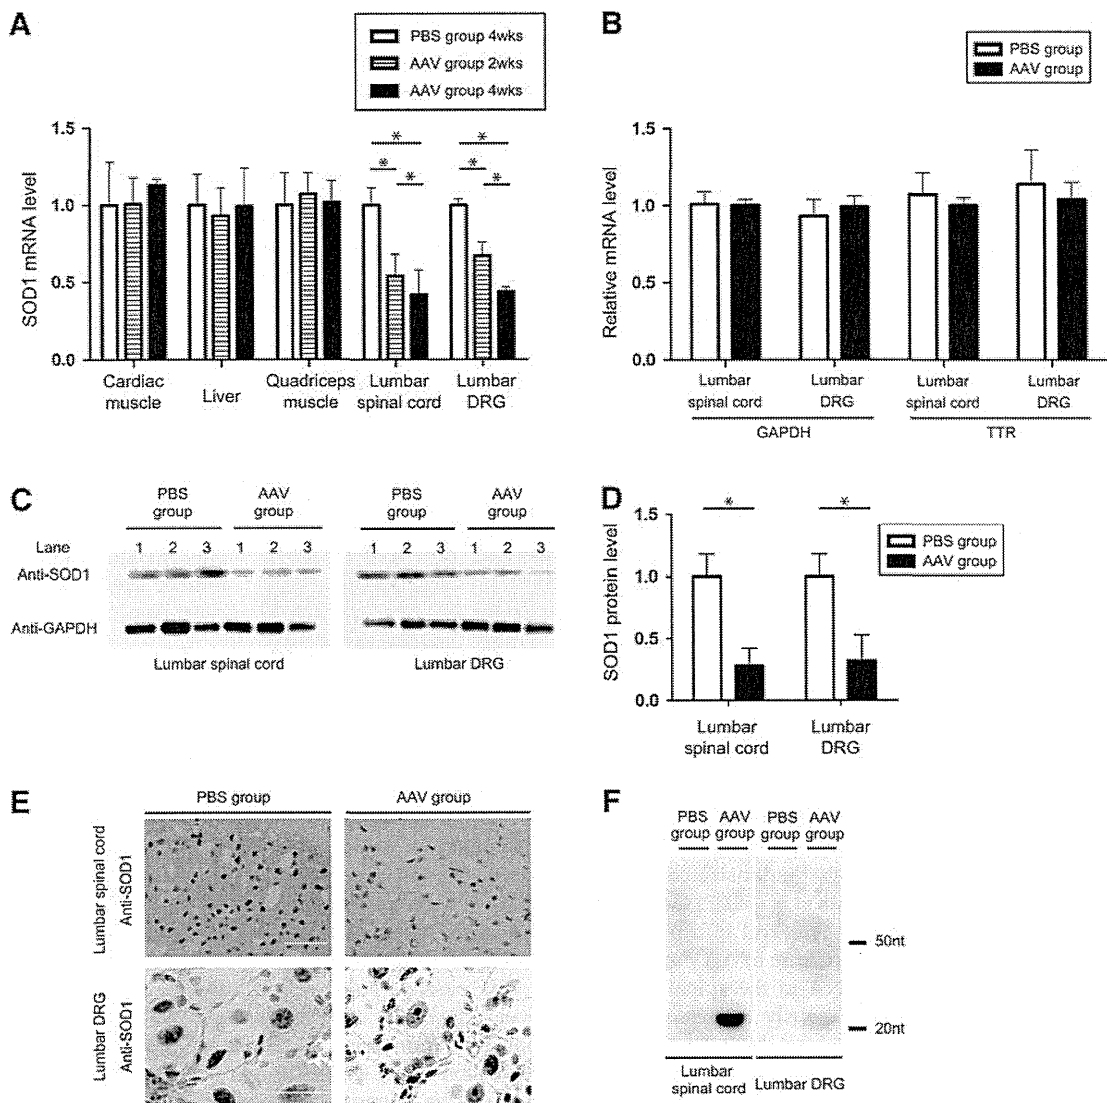 A
PBS group 4wks
AAV group 2wks
AAV group 4wks
SOD1 mRNA level
1.5
1.0
0.5
0.0
* * * * * *
Cardiac muscle
Liver
Quadriceps muscle
Lumbar spinal cord
Lumbar DRG
B
PBS group
AAV group
Relative mRNA level
1.5
1.0
0.5
0.0
Lumbar spinal cord
Lumbar DRG
Lumbar spinal cord
Lumbar DRG
GAPDH
TTR
C
PBS group
AAV group
PBS group
AAV group
Lane 1 2 3 1 2 3 1 2 3 1 2 3
Anti-SOD1
Anti-GAPDH
Lumbar spinal cord
Lumbar DRG
D
PBS group
AAV group
SOD1 protein level
1.5
1.0
0.5
0.0
* *
Lumbar spinal cord
Lumbar DRG
E
PBS group
AAV group
Lumbar spinal cord
Anti-SOD1
Lumbar DRG
Anti-SOD1
F
PBS group
AAV group
PBS group
AAV group
50nt
20nt
Lumbar spinal cord
Lumbar DRG